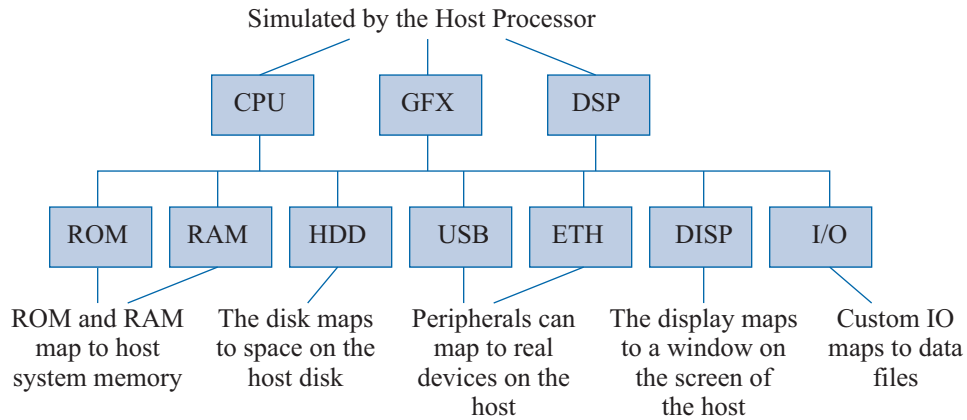 Simulated by the Host Processor
CPU
GFX
DSP
ROM
RAM
HDD
USB
ETH
DISP
I/O
ROM and RAM
map to host
system memory
The disk maps
to space on the
host disk
Peripherals can
map to real
devices on the
host
The display maps
to a window on
the screen of
the host
Custom IO
maps to data
files